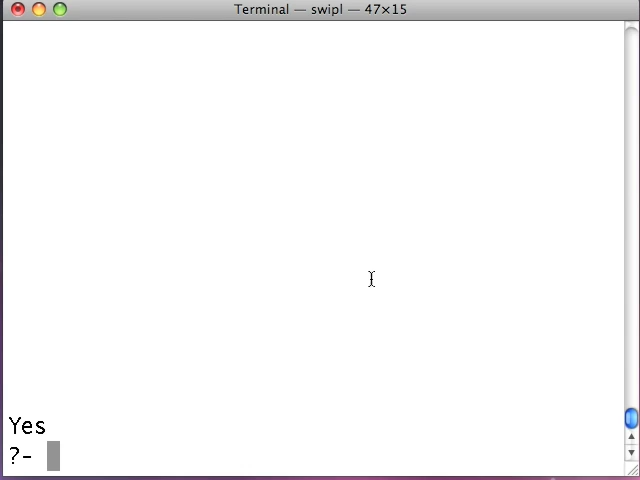 Terminal — swipl — 47×15
Yes
?-